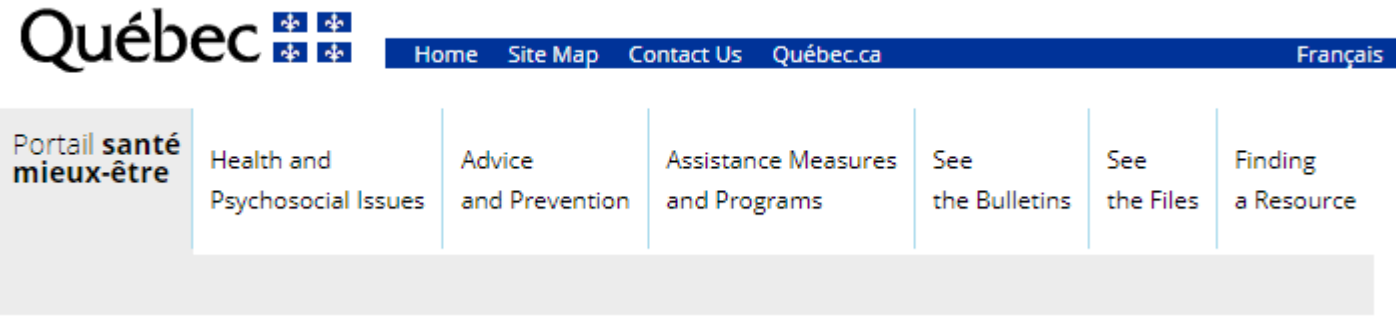 Québec
Home Site Map Contact Us Québec.ca Français
Portail santé
mieux-être
Health and
Psychosocial Issues
Advice
and Prevention
Assistance Measures
and Programs
See
the Bulletins
See
the Files
Finding
a Resource